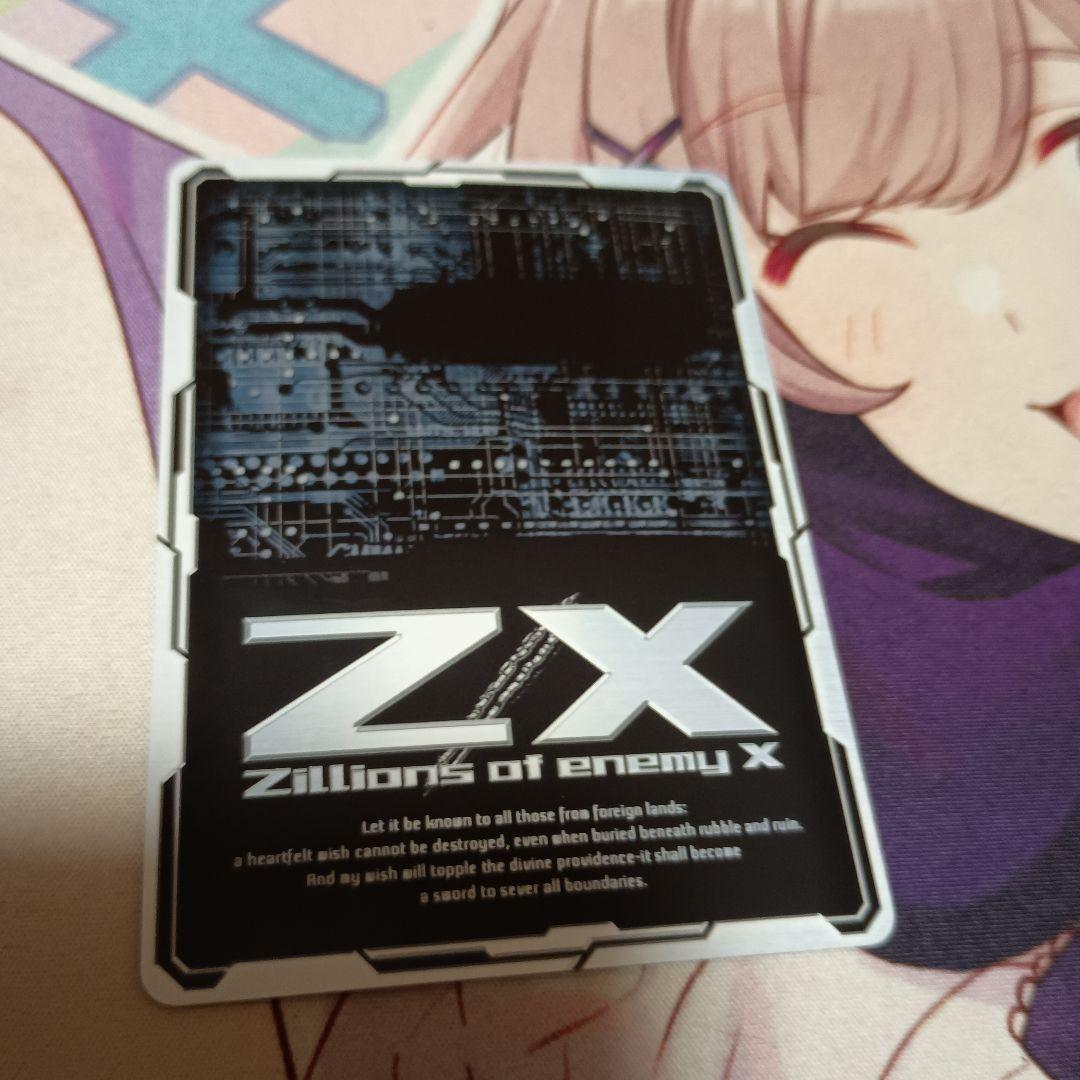 Z/X
Zillions of enemy X
Let it be known to all those from foreign lands:
a heartfelt wish cannot be destroyed, even when buried beneath rubble and ruin.
And my wish will topple the divine providence-it shall become
a sword to sever all boundaries.